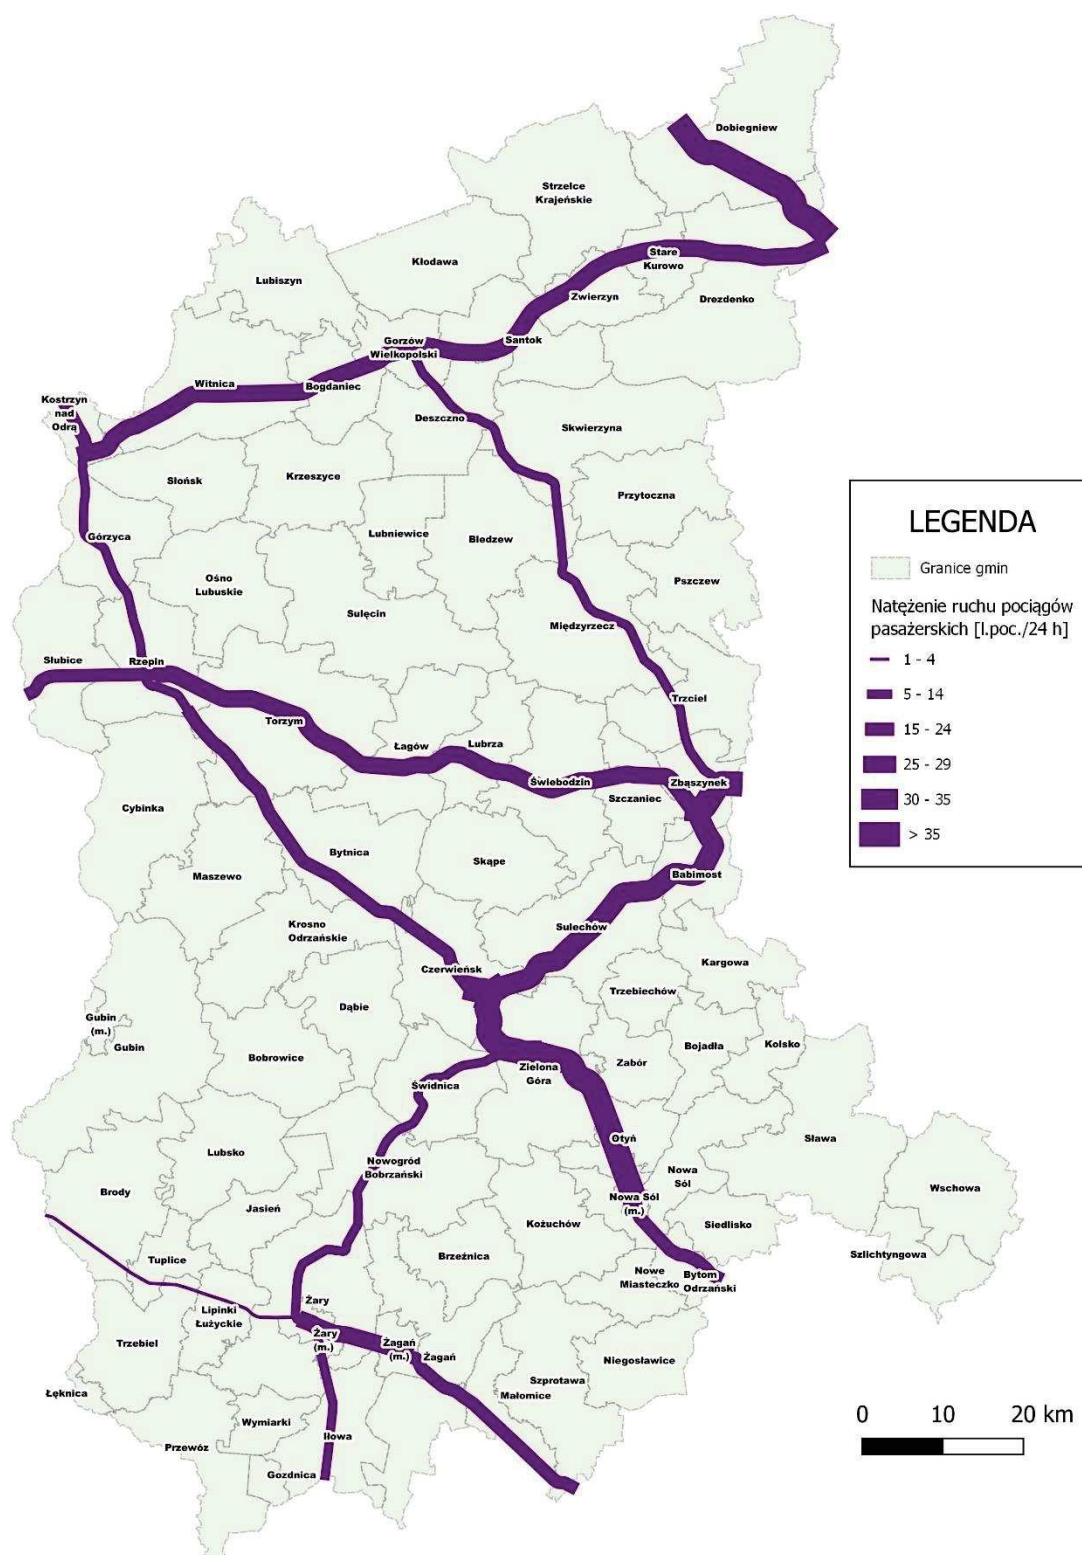 Dobiegniew
Strzelce
Krajeńskie
Stare
Kurowo
Kłodawa
Lubiszyn
Zwierzyn
Drezdenko
Gorzów
Wielkopolski
Santok
Witnica
Bogdaniec
Kostrzyn
nad
Odrą
Deszczno
Skwierzyna
Słońsk
Krzeszyce
Przytoczna
Górzyca
Lubniewice
Bledzew
Ośno
Lubuskie
Pszczew
Sulęcin
Międzyrzecz
Słubice
Rzepin
Trzciel
Torzym
Łagów
Lubrza
Świebodzin
Zbąszynek
Szczaniec
Cybinka
Bytnica
Skąpe
Babimost
Maszewo
Krosno
Odrzańskie
Sulechów
Kargowa
Czerwieńsk
Trzebiechów
Dąbie
Gubin
(m.)
Gubin
Bobrowice
Bojadła
Kolsko
Zielona
Góra
Zabór
Świdnica
Otyń
Sława
Lubsko
Nowogród
Bobrzański
Nowa
Sól
Brody
Jasień
Nowa Sól
(m.)
Wschowa
Kożuchów
Siedlisko
Tuplice
Brzeźnica
Szlichtyngowa
Nowe
Miasteczko
Bytom
Odrzański
Żary
Lipinki
Łużyckie
Żary
(m.)
Żagań
(m.)
Żagań
Trzebiel
Niegosławice
Szprotawa
Małomice
Łęknica
Wymiarki
Iłowa
Przewóz
Gozdnica
LEGENDA
Granice gmin
Natężenie ruchu pociągów
pasażerskich [l.poc./24 h]
1 - 4
5 - 14
15 - 24
25 - 29
30 - 35
> 35
0 10 20 km